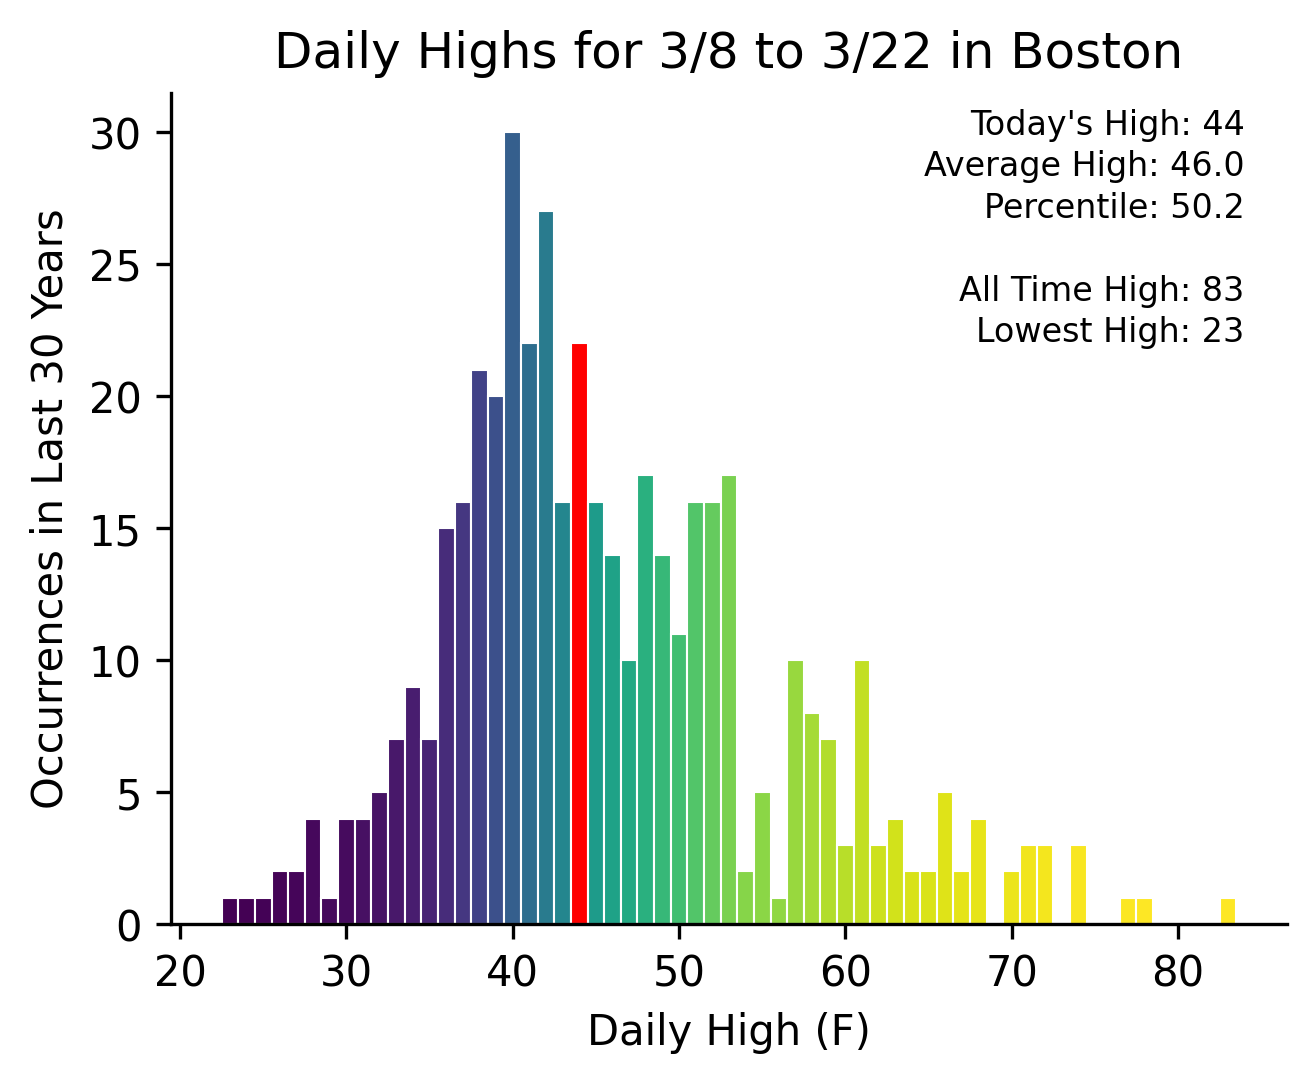 Daily Highs for 3/8 to 3/22 in Boston
Today's High: 44
Average High: 46.0
Percentile: 50.2
All Time High: 83
Lowest High: 23
Occurrences in Last 30 Years
30
25
20
15
10
5
0
20 30 40 50 60 70 80
Daily High (F)